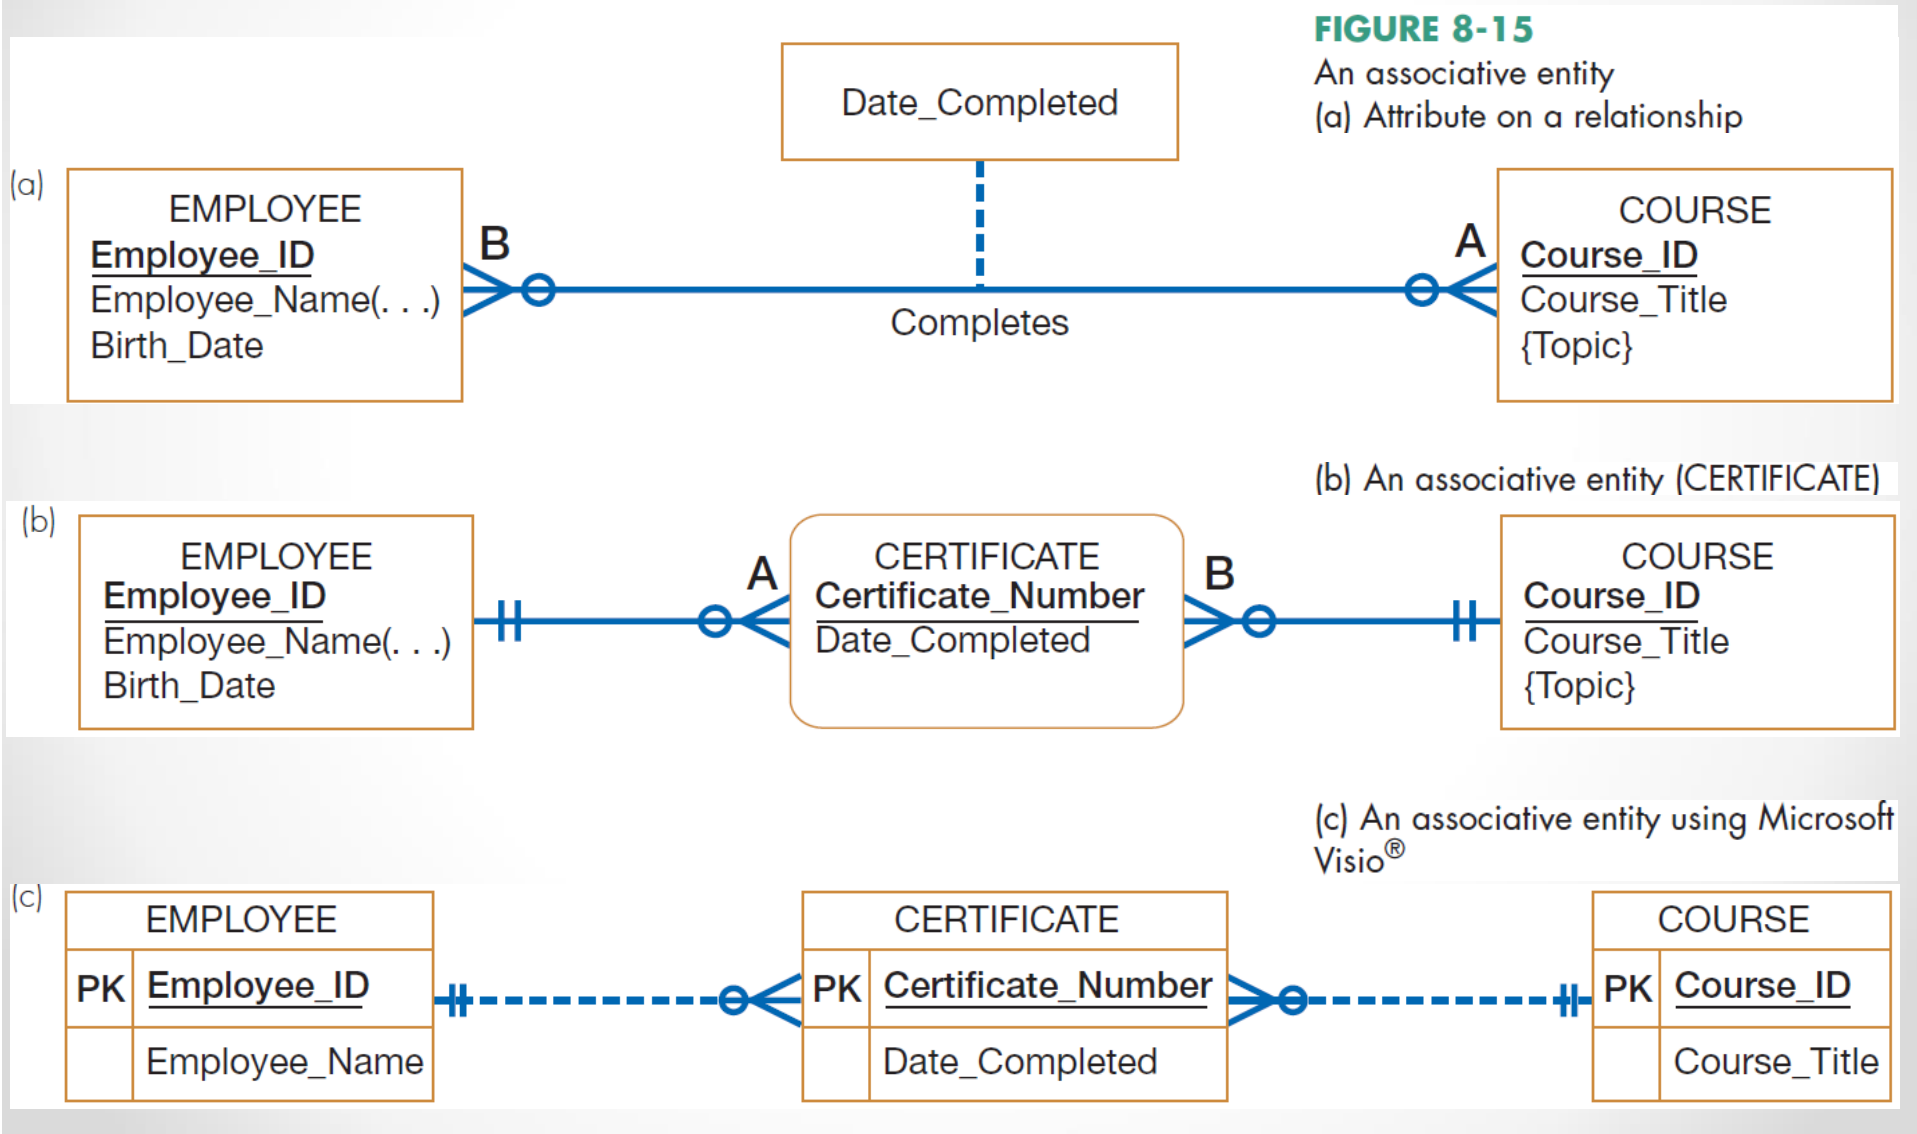 FIGURE 8-15
An associative entity
(a) Attribute on a relationship
Date_Completed
(a)
EMPLOYEE
Employee_ID
Employee_Name(. . .)
Birth_Date
B
Completes
A
COURSE
Course_ID
Course_Title
{Topic}
(b) An associative entity (CERTIFICATE)
(b)
EMPLOYEE
Employee_ID
Employee_Name(. . .)
Birth_Date
A
CERTIFICATE
Certificate_Number
Date_Completed
B
COURSE
Course_ID
Course_Title
{Topic}
(c) An associative entity using Microsoft
Visio®
(c)
EMPLOYEE
PK Employee_ID
Employee_Name
CERTIFICATE
PK Certificate_Number
Date_Completed
COURSE
PK Course_ID
Course_Title